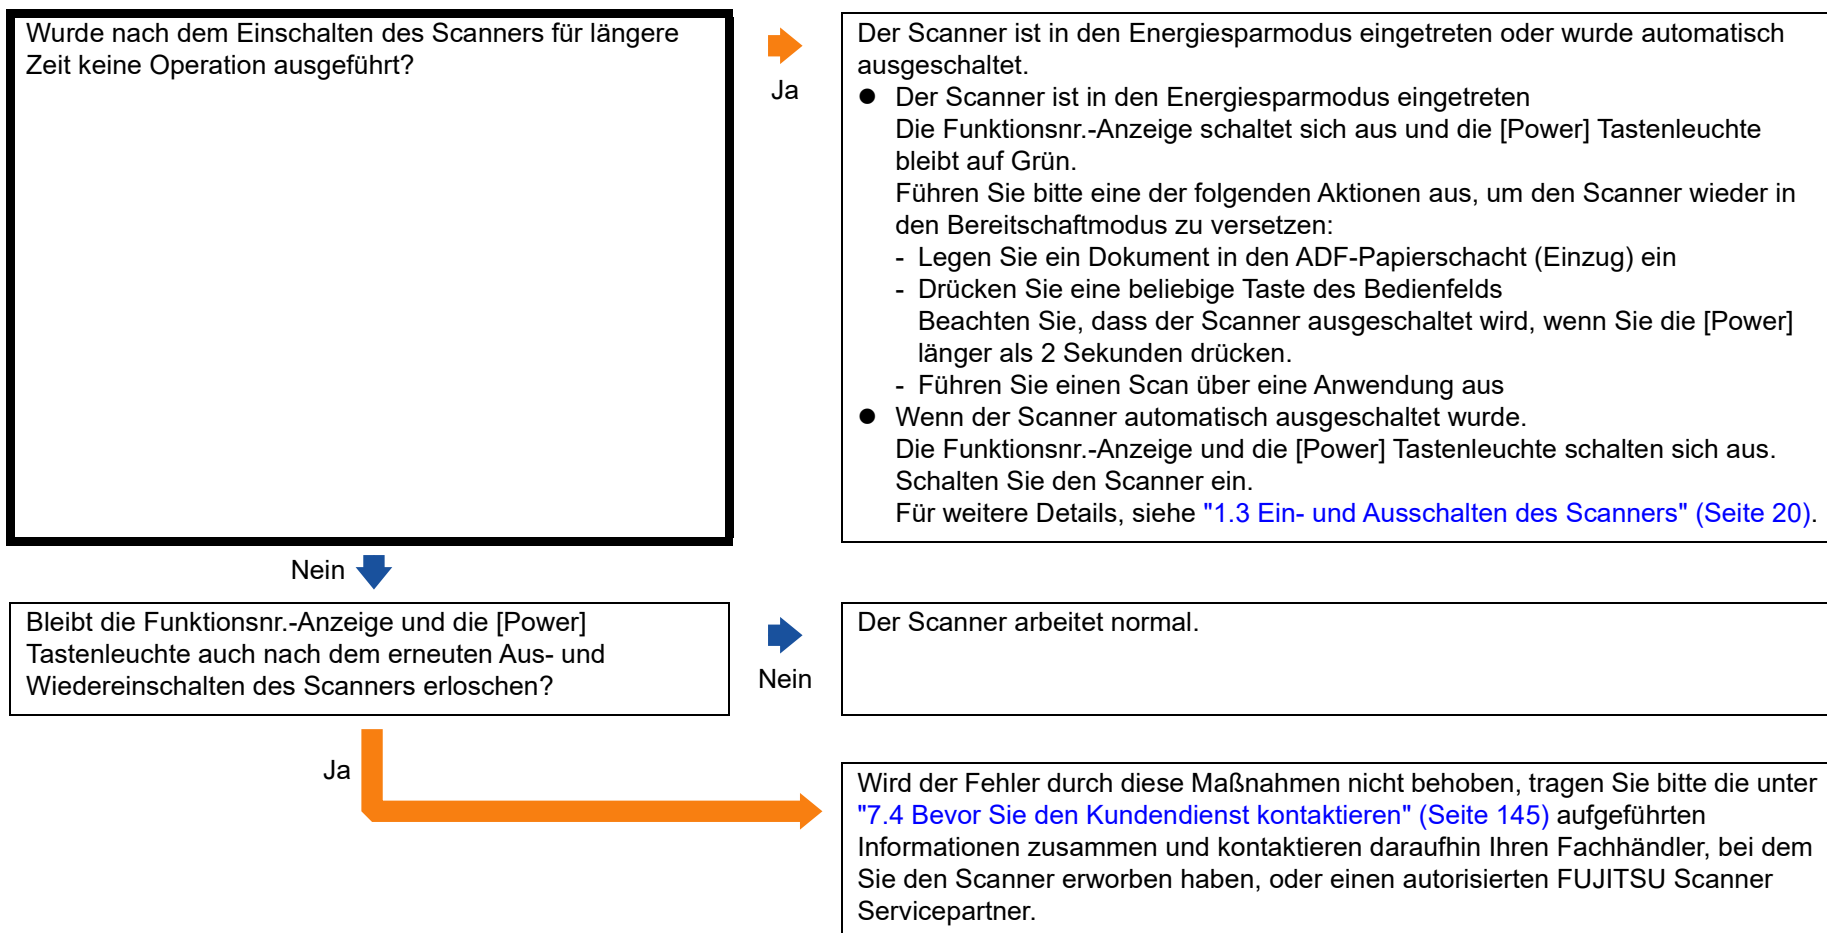 Wurde nach dem Einschalten des Scanners für längere
Zeit keine Operation ausgeführt?
Ja
Der Scanner ist in den Energiesparmodus eingetreten oder wurde automatisch
ausgeschaltet.
● Der Scanner ist in den Energiesparmodus eingetreten
Die Funktionsnr.-Anzeige schaltet sich aus und die [Power] Tastenleuchte
bleibt auf Grün.
Führen Sie bitte eine der folgenden Aktionen aus, um den Scanner wieder in
den Bereitschaftmodus zu versetzen:
- Legen Sie ein Dokument in den ADF-Papierschacht (Einzug) ein
- Drücken Sie eine beliebige Taste des Bedienfelds
Beachten Sie, dass der Scanner ausgeschaltet wird, wenn Sie die [Power]
länger als 2 Sekunden drücken.
- Führen Sie einen Scan über eine Anwendung aus
● Wenn der Scanner automatisch ausgeschaltet wurde.
Die Funktionsnr.-Anzeige und die [Power] Tastenleuchte schalten sich aus.
Schalten Sie den Scanner ein.
Für weitere Details, siehe "1.3 Ein- und Ausschalten des Scanners" (Seite 20).
Nein
Bleibt die Funktionsnr.-Anzeige und die [Power]
Tastenleuchte auch nach dem erneuten Aus- und
Wiedereinschalten des Scanners erloschen?
Nein
Der Scanner arbeitet normal.
Ja
Wird der Fehler durch diese Maßnahmen nicht behoben, tragen Sie bitte die unter
"7.4 Bevor Sie den Kundendienst kontaktieren" (Seite 145) aufgeführten
Informationen zusammen und kontaktieren daraufhin Ihren Fachhändler, bei dem
Sie den Scanner erworben haben, oder einen autorisierten FUJITSU Scanner
Servicepartner.